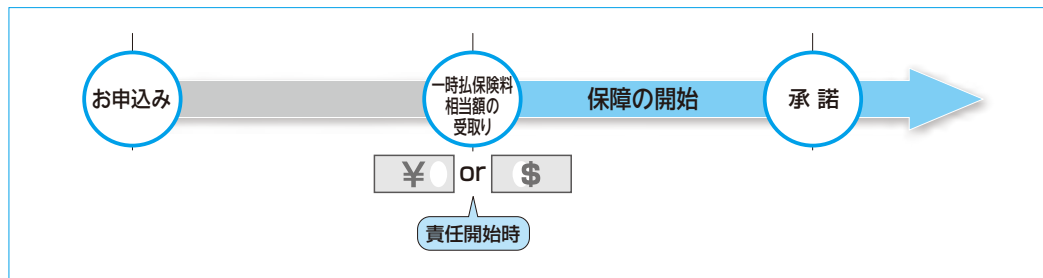 お申込み
一時払保険料
相当額の
受取り
保障の開始
承諾
¥ or $
責任開始時